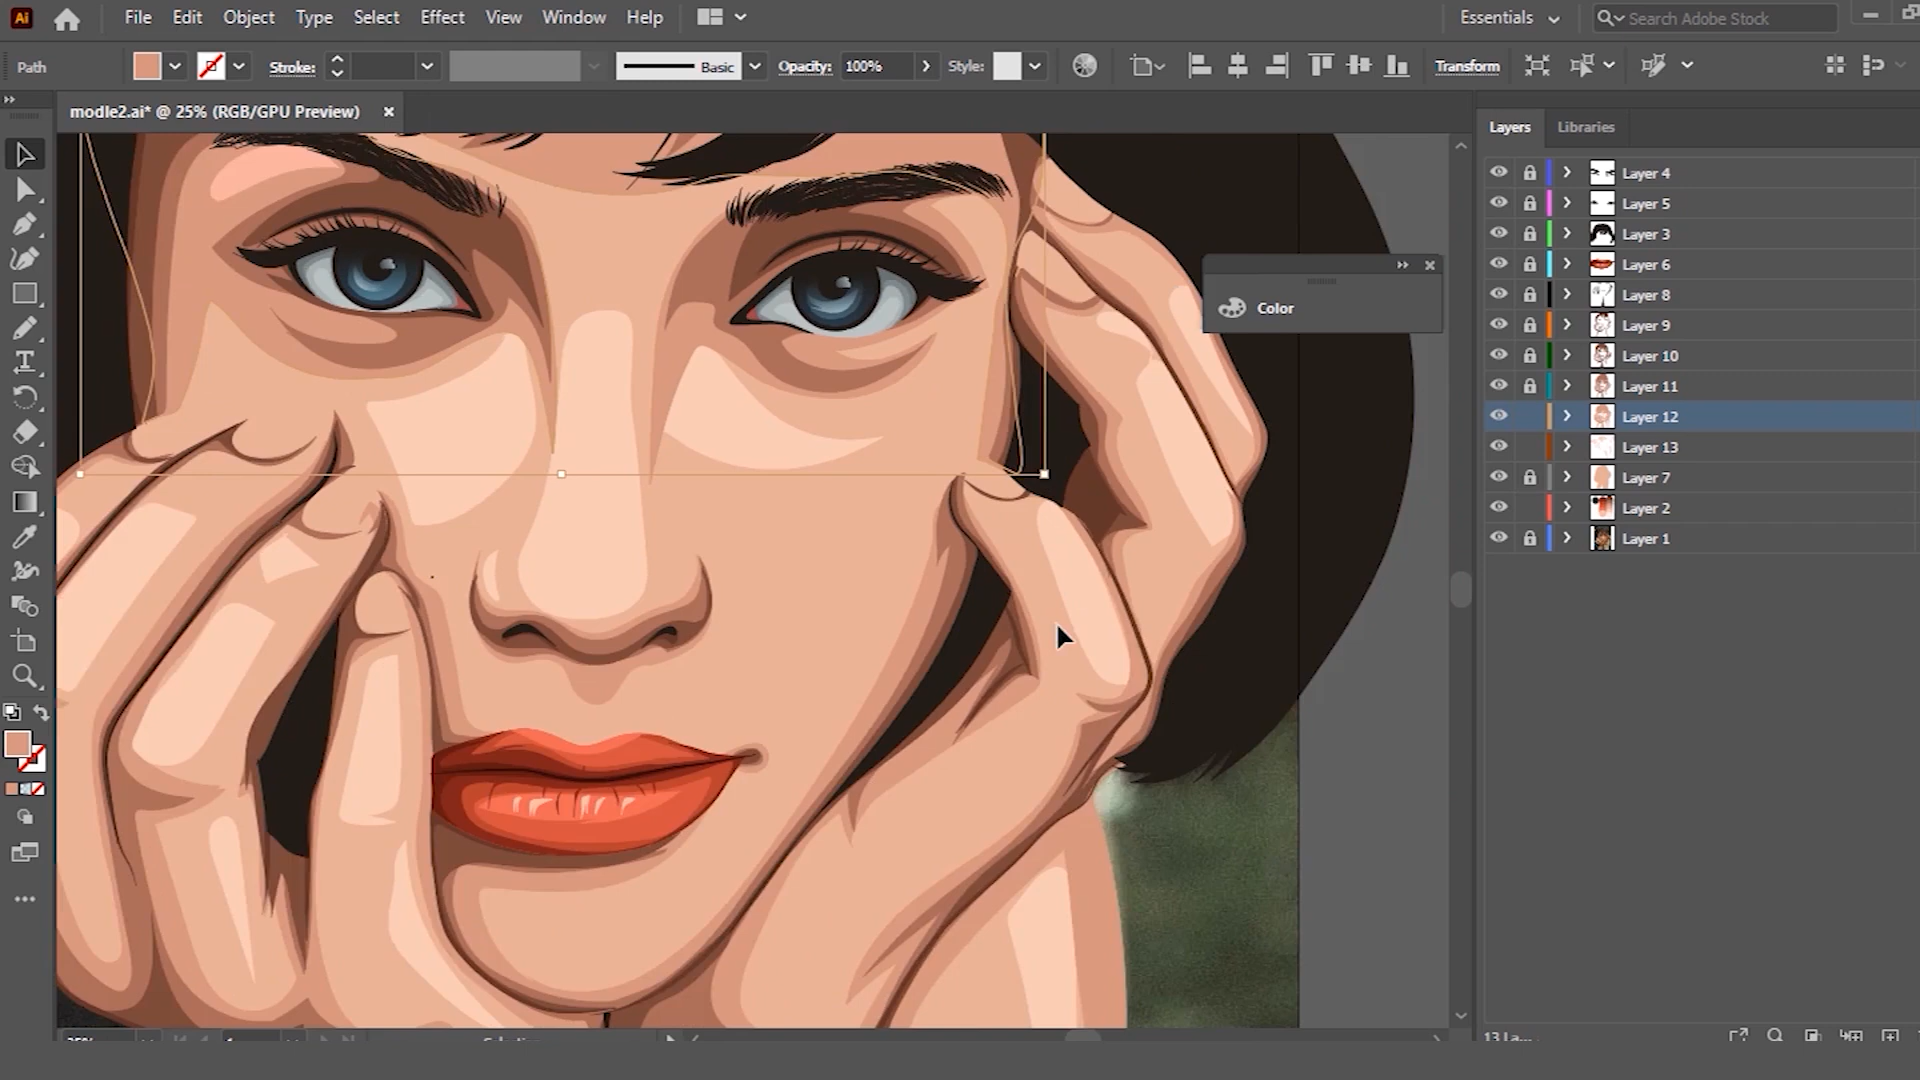 Ai File Edit Object Type Select Effect View Window Help Essentials Search Adobe Stock
Path Stroke: Basic Opacity: 100% Style: Transform
modle2.ai* @ 25% (RGB/GPU Preview)
Layers Libraries
Layer 4
Layer 5
Layer 3
Layer 6
Layer 8
Layer 9
Layer 10
Layer 11
Layer 12
Layer 13
Layer 7
Layer 2
Layer 1
Color
13 La...